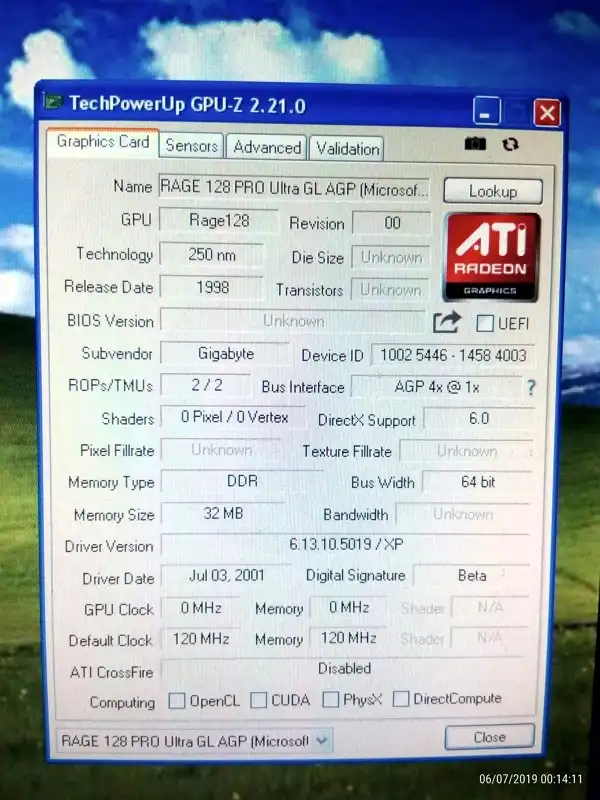 TechPowerUp GPU-Z 2.21.0
Graphics Card Sensors Advanced Validation
Name RAGE 128 PRO Ultra GL AGP (Microsof... Lookup
GPU Rage128 Revision 00
ATI
RADEON
GRAPHICS
Technology 250 nm Die Size Unknown
Release Date 1998 Transistors Unknown
BIOS Version Unknown UEFI
Subvendor Gigabyte Device ID 1002 5446 - 1458 4003
ROPs/TMUs 2 / 2 Bus Interface AGP 4x @ 1x ?
Shaders 0 Pixel / 0 Vertex DirectX Support 6.0
Pixel Fillrate Unknown Texture Fillrate Unknown
Memory Type DDR Bus Width 64 bit
Memory Size 32 MB Bandwidth Unknown
Driver Version 6.13.10.5019 / XP
Driver Date Jul 03, 2001 Digital Signature Beta
GPU Clock 0 MHz Memory 0 MHz Shader N/A
Default Clock 120 MHz Memory 120 MHz Shader N/A
ATI CrossFire Disabled
Computing OpenCL CUDA PhysX DirectCompute
RAGE 128 PRO Ultra GL AGP (Microsoft Close
06/07/2019 00:14:11